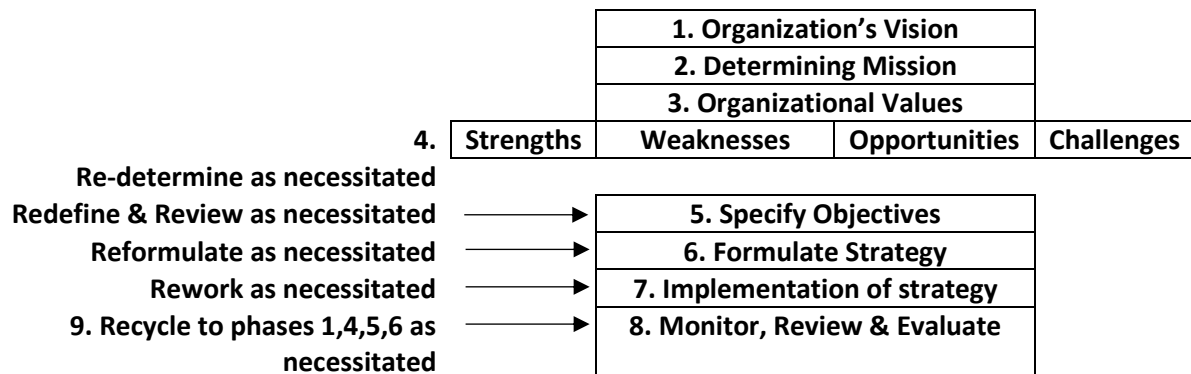 1. Organization’s Vision
2. Determining Mission
3. Organizational Values
4. Strengths Weaknesses Opportunities Challenges
Re-determine as necessitated
Redefine & Review as necessitated 5. Specify Objectives
Reformulate as necessitated 6. Formulate Strategy
Rework as necessitated 7. Implementation of strategy
9. Recycle to phases 1,4,5,6 as 8. Monitor, Review & Evaluate
necessitated